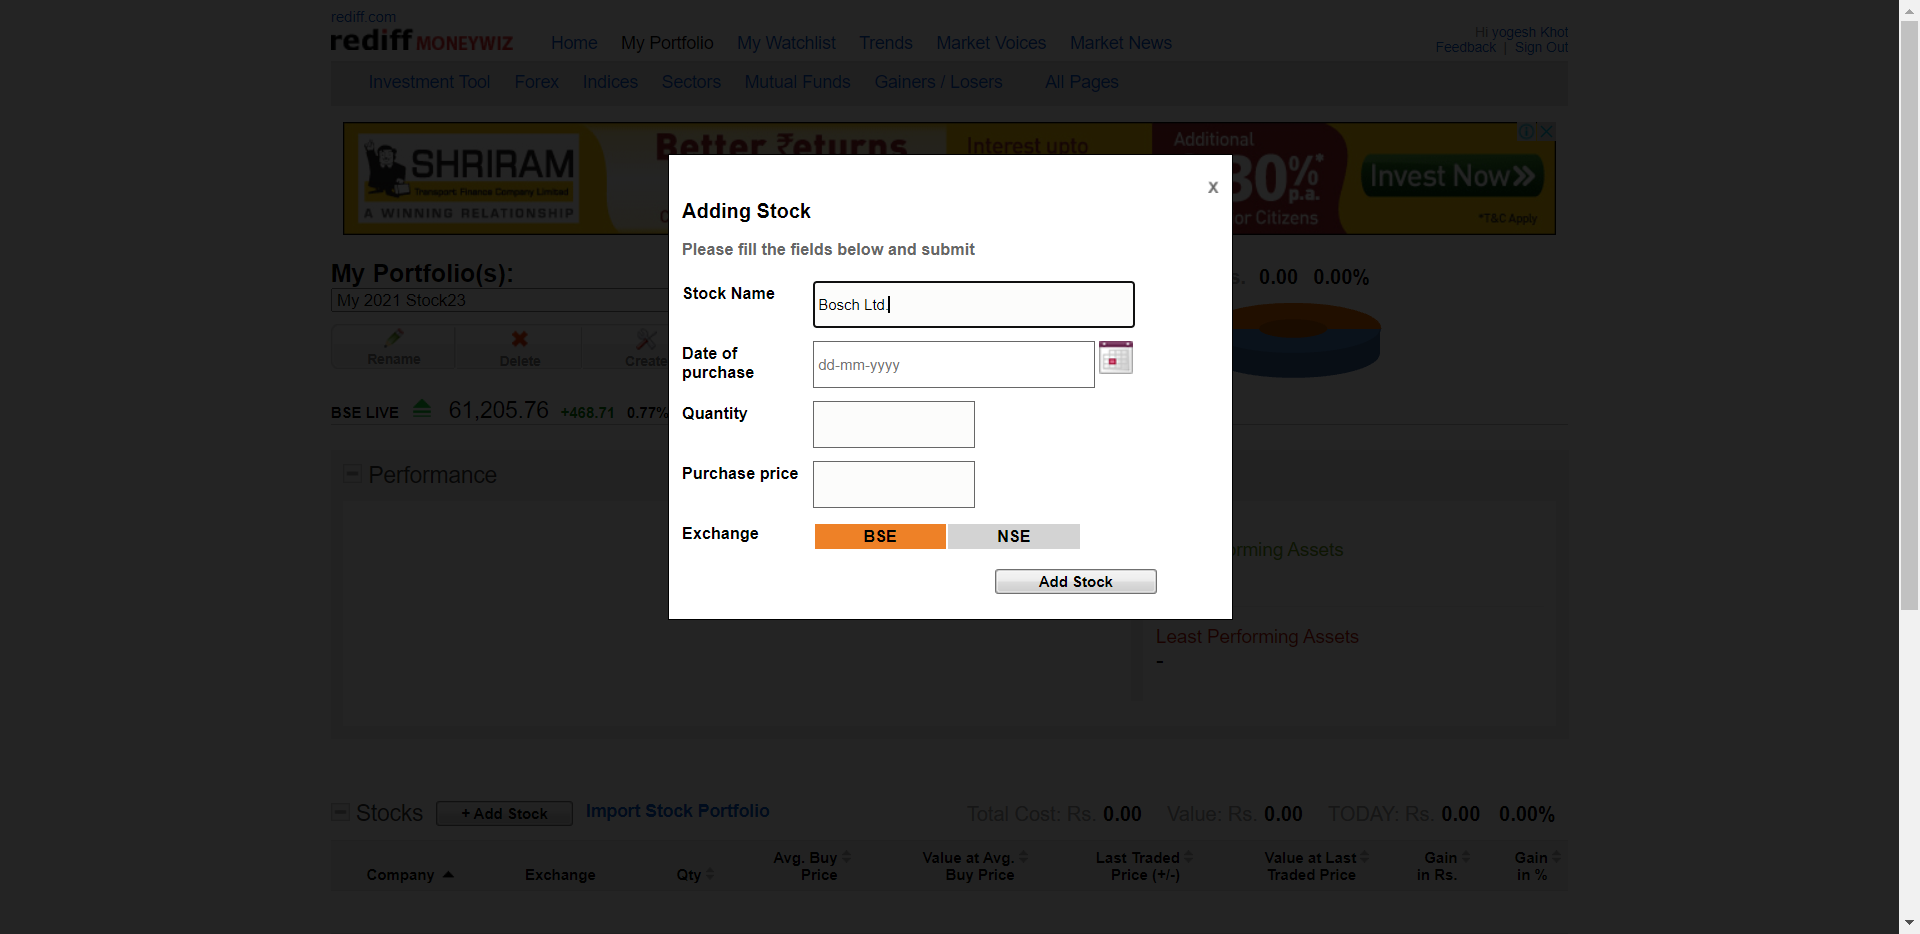 rediff.com
rediff MONEYWIZ
Home My Portfolio My Watchlist Trends Market Voices Market News
Hi yogesh Khot
Feedback | Sign Out
Investment Tool Forex Indices Sectors Mutual Funds Gainers / Losers All Pages
SHRIRAM
Transport Finance Company Limited
A WINNING RELATIONSHIP
Better ₹eturns
Interest upto
Additional
30%*
p.a.
or Citizens
Invest Now
*T&C Apply
x
Adding Stock
Please fill the fields below and submit
Stock Name
Bosch Ltd.
Date of
purchase
dd-mm-yyyy
Quantity
Purchase price
Exchange
BSE NSE
Add Stock
My Portfolio(s):
My 2021 Stock23
Rename Delete Create
s. 0.00 0.00%
BSE LIVE 61,205.76 +468.71 0.77%
Performance
rming Assets
Least Performing Assets
-
Stocks + Add Stock Import Stock Portfolio Total Cost: Rs. 0.00 Value: Rs. 0.00 TODAY: Rs. 0.00 0.00%
Company Exchange Qty Avg. Buy Price Value at Avg. Buy Price Last Traded Price (+/-) Value at Last Traded Price Gain in Rs. Gain in %